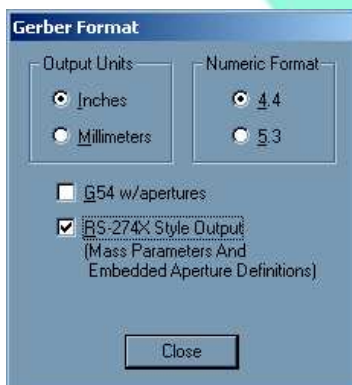 Gerber Format
Output Units
Inches
Millimeters
Numeric Format
4.4
5.3
G54 w/apertures
RS-274X Style Output
(Mass Parameters And
Embedded Aperture Definitions)
Close